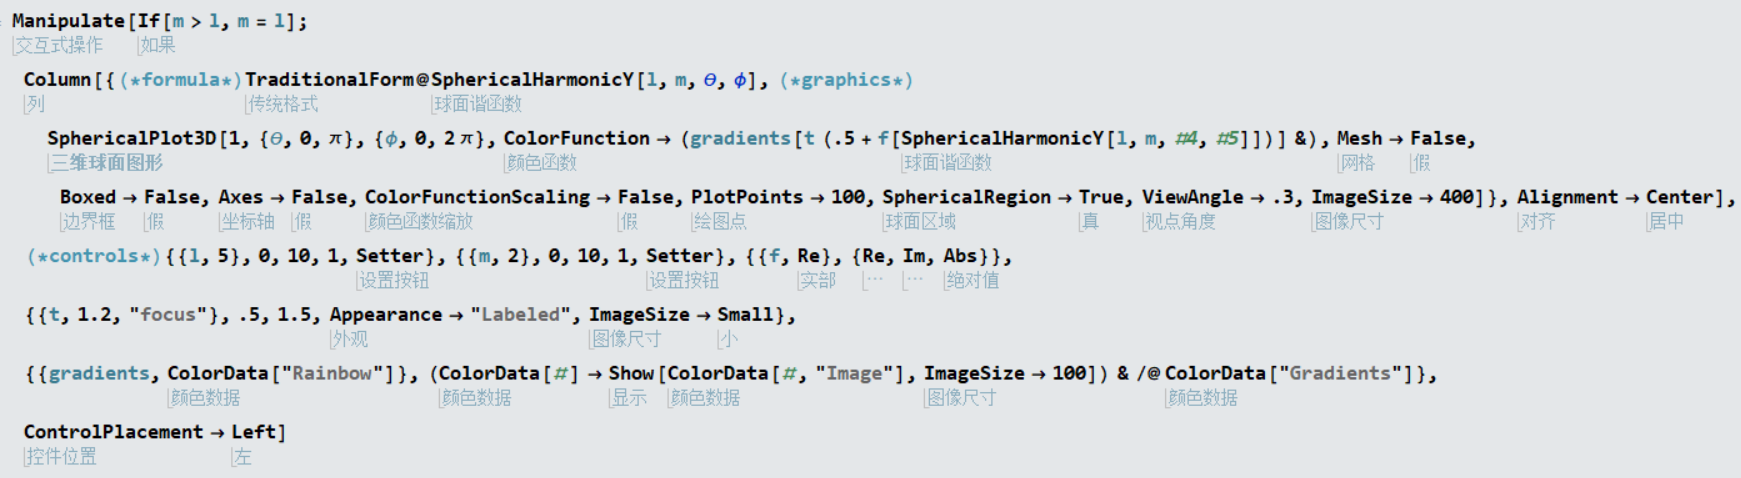 Manipulate[If[m > l, m = l];
交互式操作 如果
Column[{(*formula*)TraditionalForm@SphericalHarmonicY[l, m, θ, ϕ], (*graphics*)
列 传统格式 球面谐函数
SphericalPlot3D[1, {θ, 0, π}, {ϕ, 0, 2 π}, ColorFunction → (gradients[t (.5 + f[SphericalHarmonicY[l, m, #4, #5]])] &), Mesh → False,
三维球面图形 颜色函数 球面谐函数 网格 假
Boxed → False, Axes → False, ColorFunctionScaling → False, PlotPoints → 100, SphericalRegion → True, ViewAngle → .3, ImageSize → 400]}, Alignment → Center],
边界框 假 坐标轴 假 颜色函数缩放 假 绘图点 球面区域 真 视点角度 图像尺寸 对齐 居中
(*controls*){{l, 5}, 0, 10, 1, Setter}, {{m, 2}, 0, 10, 1, Setter}, {{f, Re}, {Re, Im, Abs}},
设置按钮 设置按钮 实部 … … 绝对值
{{t, 1.2, "focus"}, .5, 1.5, Appearance → "Labeled", ImageSize → Small},
外观 图像尺寸 小
{{gradients, ColorData["Rainbow"]}, (ColorData[#] → Show[ColorData[#, "Image"], ImageSize → 100]) & /@ ColorData["Gradients"]},
颜色数据 颜色数据 显示 颜色数据 图像尺寸 颜色数据
ControlPlacement → Left]
控件位置 左